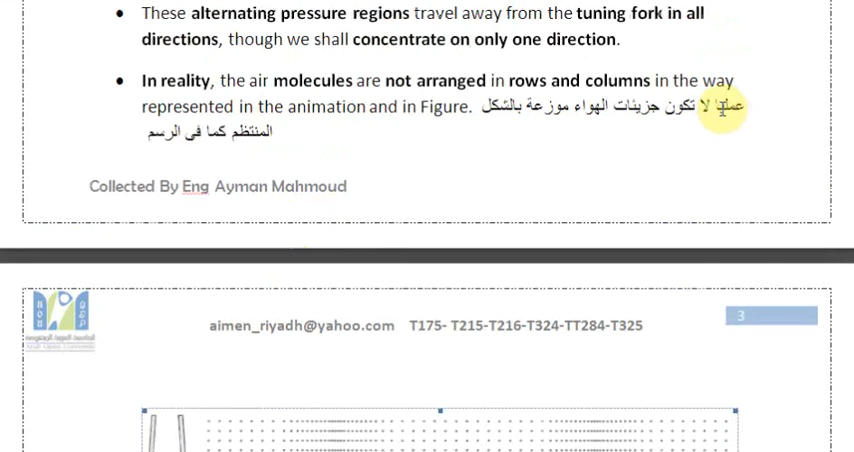 • These alternating pressure regions travel away from the tuning fork in all
directions, though we shall concentrate on only one direction.
• In reality, the air molecules are not arranged in rows and columns in the way
represented in the animation and in Figure. عمليا لا تكون جزيئات الهواء موزعة بالشكل
المنتظم كما فى الرسم
Collected By Eng Ayman Mahmoud
aimen_riyadh@yahoo.com T175- T215-T216-T324-TT284-T325
3